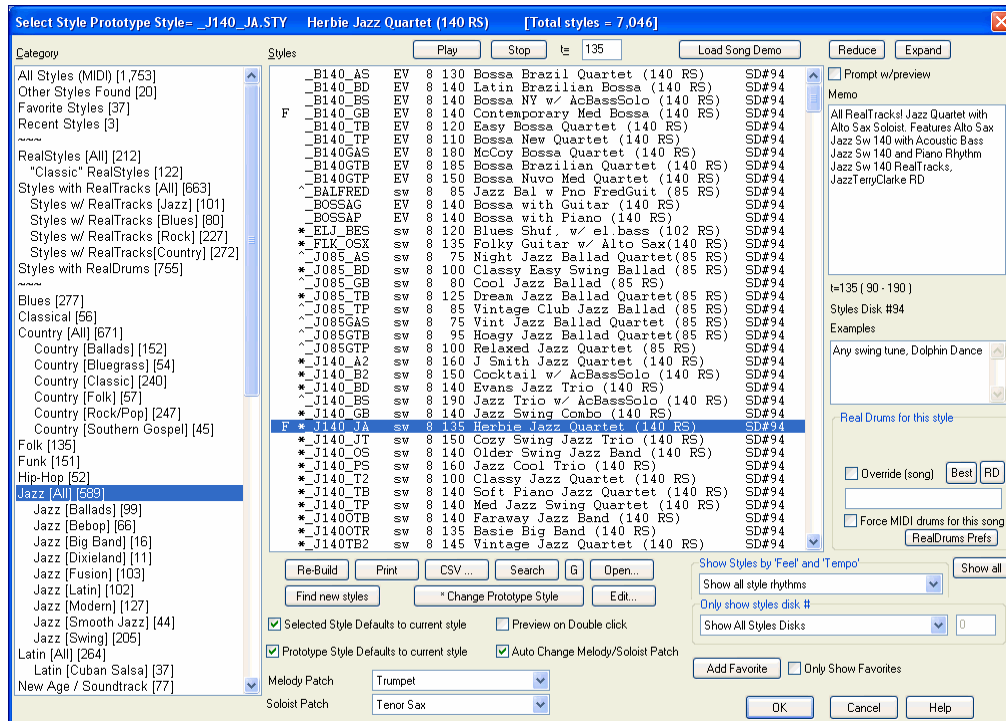 Select Style Prototype Style= _J140_JA.STY Herbie Jazz Quartet (140 RS) [Total styles = 7,046]
Category
All Styles (MIDI) [1,753]
Other Styles Found [20]
Favorite Styles [37]
Recent Styles [3]
~~~
RealStyles [All] [212]
"Classic" RealStyles [122]
Styles with RealTracks [All] [663]
Styles w/ RealTracks [Jazz] [101]
Styles w/ RealTracks [Blues] [80]
Styles w/ RealTracks [Rock] [227]
Styles w/ RealTracks[Country] [272]
Styles with RealDrums [755]
~~~
Blues [277]
Classical [56]
Country [All] [671]
Country [Ballads] [152]
Country [Bluegrass] [54]
Country [Classic] [240]
Country [Folk] [57]
Country [Rock/Pop] [247]
Country [Southern Gospel] [45]
Folk [135]
Funk [151]
Hip-Hop [52]
Jazz [All] [589]
Jazz [Ballads] [99]
Jazz [Bebop] [66]
Jazz [Big Band] [16]
Jazz [Dixieland] [11]
Jazz [Fusion] [103]
Jazz [Latin] [102]
Jazz [Modern] [127]
Jazz [Smooth Jazz] [44]
Jazz [Swing] [205]
Latin [All] [264]
Latin [Cuban Salsa] [37]
New Age / Soundtrack [77]
Styles
Play
Stop
t= 135
Load Song Demo
_B140_AS EV 8 130 Bossa Brazil Quartet (140 RS) SD#94
_B140_BD EV 8 140 Latin Brazilian Bossa (140 RS) SD#94
_B140_BS EV 8 140 Bossa NY w/ AcBassSolo (140 RS) SD#94
F _B140_GB EV 8 140 Contemporary Med Bossa (140 RS) SD#94
_B140_TB EV 8 120 Easy Bossa Quartet (140 RS) SD#94
_B140_TP EV 8 110 Bossa New Quartet (140 RS) SD#94
_B140GAS EV 8 180 McCoy Bossa Quartet (140 RS) SD#94
_B140GTB EV 8 185 Bossa Brazilian Quartet (140 RS) SD#94
_B140GTP EV 8 150 Bossa Nuvo Med Quartet (140 RS) SD#94
^_BALFRED sw 8 85 Jazz Bal w Pno FredGuit (85 RS) SD#94
_BOSSAG EV 8 140 Bossa with Guitar (140 RS) SD#94
_BOSSAP EV 8 140 Bossa with Piano (140 RS) SD#94
*_ELJ_BES sw 8 120 Blues Shuf, w/ el.bass (102 RS) SD#94
*_FLK_OSX sw 8 135 Folky Guitar w/ Alto Sax(140 RS) SD#94
^_J085_AS sw 8 75 Night Jazz Ballad Quartet(85 RS) SD#94
*_J085_BD sw 8 100 Classy Easy Swing Ballad (85 RS) SD#94
^_J085_GB sw 8 80 Cool Jazz Ballad (85 RS) SD#94
*_J085_TB sw 8 125 Dream Jazz Ballad Quartet(85 RS) SD#94
^_J085_TP sw 8 85 Vintage Club Jazz Ballad (85 RS) SD#94
^_J085GAS sw 8 75 Vint Jazz Ballad Quartet (85 RS) SD#94
^_J085GTB sw 8 95 Hoagy Jazz Ballad Quartet (85 RS) SD#94
^_J085GTP sw 8 100 Relaxed Jazz Quartet (85 RS) SD#94
*_J140_A2 sw 8 160 J Smith Jazz Quartet (140 RS) SD#94
*_J140_B2 sw 8 150 Cocktail w/ AcBassSolo (140 RS) SD#94
*_J140_BD sw 8 140 Evans Jazz Trio (140 RS) SD#94
^_J140_BS sw 8 190 Jazz Trio w/ AcBassSolo (140 RS) SD#94
*_J140_GB sw 8 140 Jazz Swing Combo (140 RS) SD#94
F *_J140_JA sw 8 135 Herbie Jazz Quartet (140 RS) SD#94
*_J140_JT sw 8 150 Cozy Swing Jazz Trio (140 RS) SD#94
*_J140_OS sw 8 140 Older Swing Jazz Band (140 RS) SD#94
*_J140_PS sw 8 160 Jazz Cool Trio (140 RS) SD#94
*_J140_T2 sw 8 100 Classy Jazz Quartet (140 RS) SD#94
*_J140_TB sw 8 140 Soft Piano Jazz Quartet (140 RS) SD#94
*_J140_TP sw 8 140 Med Jazz Swing Quartet (140 RS) SD#94
*_J140OTB sw 8 140 Faraway Jazz Band (140 RS) SD#94
*_J140OTR sw 8 135 Basie Big Band (140 RS) SD#94
*_J140TB2 sw 8 145 Vintage Jazz Quartet (140 RS) SD#94
Re-Build
Print
CSV ...
Search
G
Open...
Find new styles
* Change Prototype Style
Edit...
Selected Style Defaults to current style
Preview on Double click
Prototype Style Defaults to current style
Auto Change Melody/Soloist Patch
Melody Patch
Trumpet
Soloist Patch
Tenor Sax
Reduce
Expand
Prompt w/preview
Memo
All RealTracks! Jazz Quartet with
Alto Sax Soloist. Features Alto Sax
Jazz Sw 140 with Acoustic Bass
Jazz Sw 140 and Piano Rhythm
Jazz Sw 140 RealTracks,
JazzTerryClarke RD
t=135 ( 90 - 190 )
Styles Disk #94
Examples
Any swing tune, Dolphin Dance
Real Drums for this style
Override (song)
Best
RD
Force MIDI drums for this song
RealDrums Prefs
Show Styles by 'Feel' and 'Tempo'
Show all style rhythms
Show all
Only show styles disk #
Show All Styles Disks
0
Add Favorite
Only Show Favorites
OK
Cancel
Help